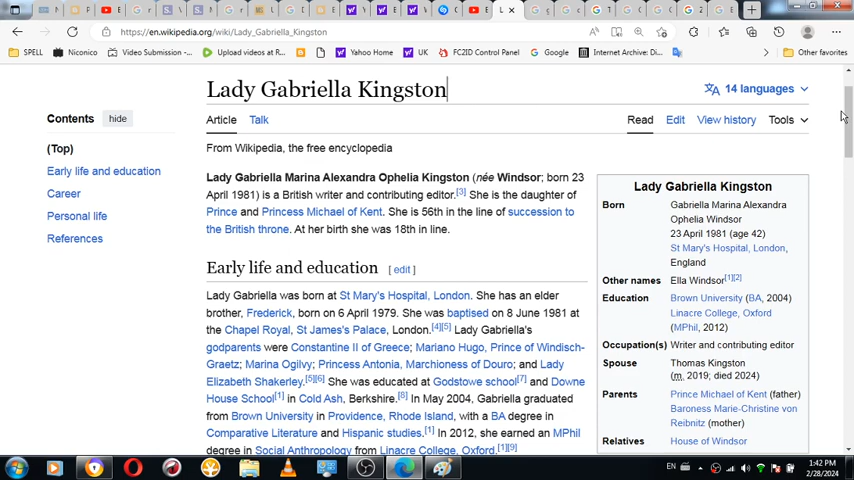 https://en.wikipedia.org/wiki/Lady_Gabriella_Kingston
SPELL Niconico Video Submission -... Upload videos at R... Yahoo Home UK FC2ID Control Panel Google Internet Archive: Di... Other favorites
Lady Gabriella Kingston
14 languages
Contents hide
Article Talk Read Edit View history Tools
(Top)
Early life and education
Career
Personal life
References
From Wikipedia, the free encyclopedia
Lady Gabriella Marina Alexandra Ophelia Kingston (née Windsor; born 23
April 1981) is a British writer and contributing editor.[3] She is the daughter of
Prince and Princess Michael of Kent. She is 56th in the line of succession to
the British throne. At her birth she was 18th in line.
Early life and education [ edit ]
Lady Gabriella was born at St Mary's Hospital, London. She has an elder
brother, Frederick, born on 6 April 1979. She was baptised on 8 June 1981 at
the Chapel Royal, St James's Palace, London.[4][5] Lady Gabriella's
godparents were Constantine II of Greece; Mariano Hugo, Prince of Windisch-
Graetz; Marina Ogilvy; Princess Antonia, Marchioness of Douro; and Lady
Elizabeth Shakerley.[5][6] She was educated at Godstowe school[7] and Downe
House School[1] in Cold Ash, Berkshire.[8] In May 2004, Gabriella graduated
from Brown University in Providence, Rhode Island, with a BA degree in
Comparative Literature and Hispanic studies.[1] In 2012, she earned an MPhil
degree in Social Anthropology from Linacre College, Oxford.[1][9]
Lady Gabriella Kingston
Born Gabriella Marina Alexandra
Ophelia Windsor
23 April 1981 (age 42)
St Mary's Hospital, London,
England
Other names Ella Windsor[1][2]
Education Brown University (BA, 2004)
Linacre College, Oxford
(MPhil, 2012)
Occupation(s) Writer and contributing editor
Spouse Thomas Kingston
(m. 2019; died 2024)
Parents Prince Michael of Kent (father)
Baroness Marie-Christine von
Reibnitz (mother)
Relatives House of Windsor
EN
1:42 PM
2/28/2024